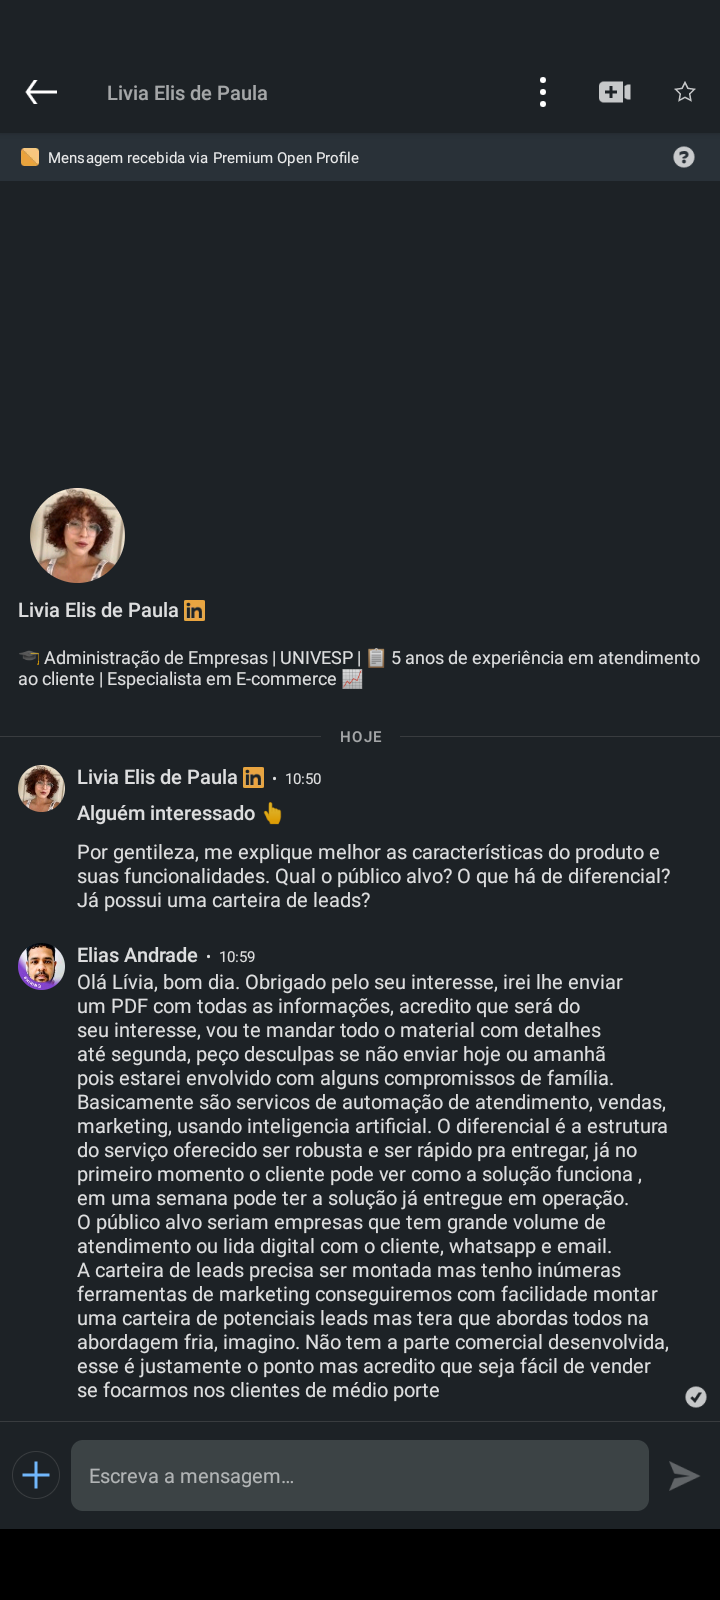 Livia Elis de Paula
Mensagem recebida via Premium Open Profile
?
Livia Elis de Paula in
🎓 Administração de Empresas | UNIVESP | 📋 5 anos de experiência em atendimento
ao cliente | Especialista em E-commerce 📈
HOJE
Livia Elis de Paula in • 10:50
Alguém interessado 👆
Por gentileza, me explique melhor as características do produto e
suas funcionalidades. Qual o público alvo? O que há de diferencial?
Já possui uma carteira de leads?
Elias Andrade • 10:59
Olá Lívia, bom dia. Obrigado pelo seu interesse, irei lhe enviar
um PDF com todas as informações, acredito que será do
seu interesse, vou te mandar todo o material com detalhes
até segunda, peço desculpas se não enviar hoje ou amanhã
pois estarei envolvido com alguns compromissos de família.
Basicamente são servicos de automação de atendimento, vendas,
marketing, usando inteligencia artificial. O diferencial é a estrutura
do serviço oferecido ser robusta e ser rápido pra entregar, já no
primeiro momento o cliente pode ver como a solução funciona ,
em uma semana pode ter a solução já entregue em operação.
O público alvo seriam empresas que tem grande volume de
atendimento ou lida digital com o cliente, whatsapp e email.
A carteira de leads precisa ser montada mas tenho inúmeras
ferramentas de marketing conseguiremos com facilidade montar
uma carteira de potenciais leads mas tera que abordas todos na
abordagem fria, imagino. Não tem a parte comercial desenvolvida,
esse é justamente o ponto mas acredito que seja fácil de vender
se focarmos nos clientes de médio porte
Escreva a mensagem…